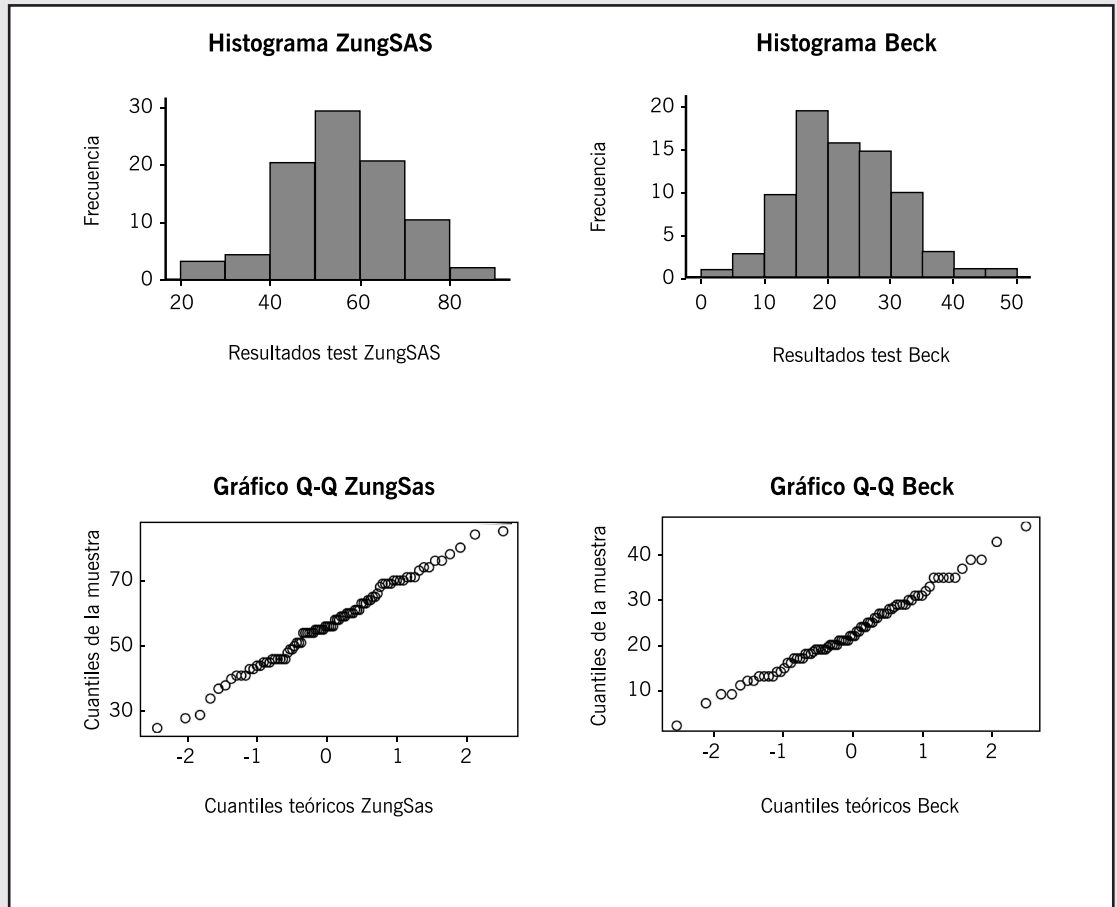 Histograma ZungSAS
Frecuencia
30
20
10
0
20 40 60 80
Resultados test ZungSAS
Histograma Beck
Frecuencia
20
15
10
5
0
0 10 20 30 40 50
Resultados test Beck
Gráfico Q-Q ZungSas
Cuantiles de la muestra
70
50
30
-2 -1 0 1 2
Cuantiles teóricos ZungSas
Gráfico Q-Q Beck
Cuantiles de la muestra
40
30
20
10
-2 -1 0 1 2
Cuantiles teóricos Beck